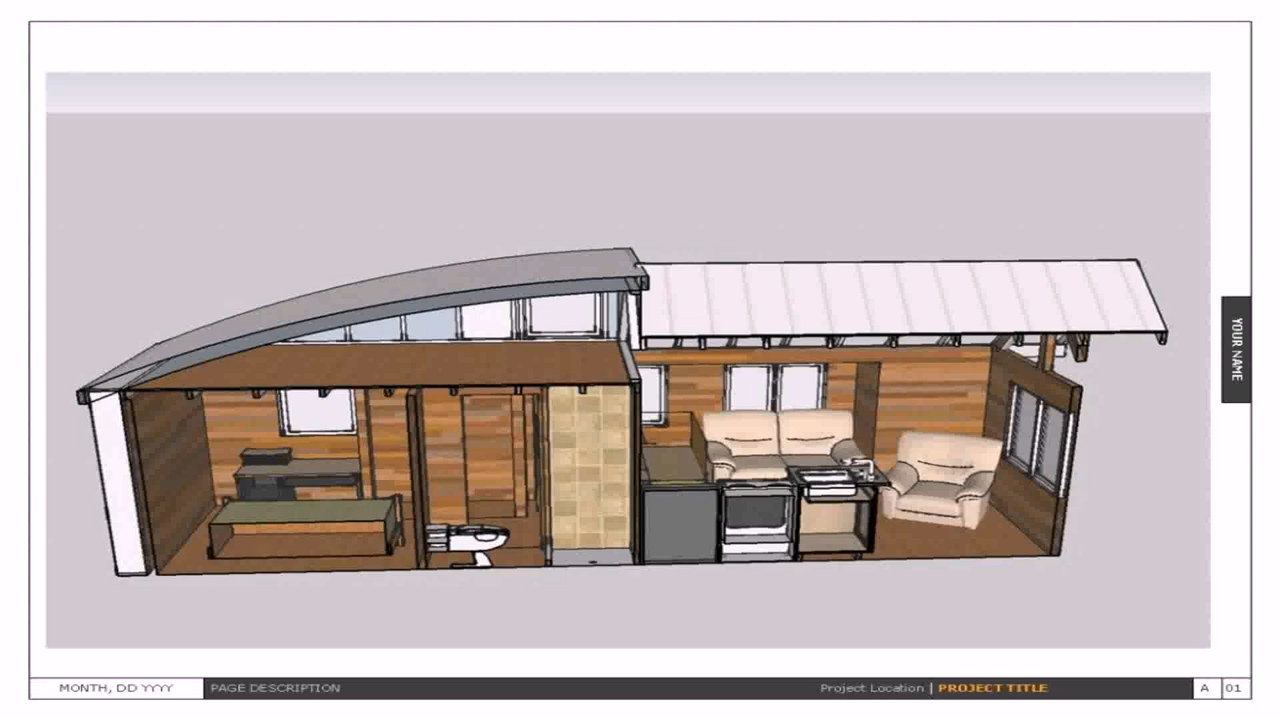 YOUR NAME
MONTH, DD YYYY
PAGE DESCRIPTION
Project Location | PROJECT TITLE
A 01